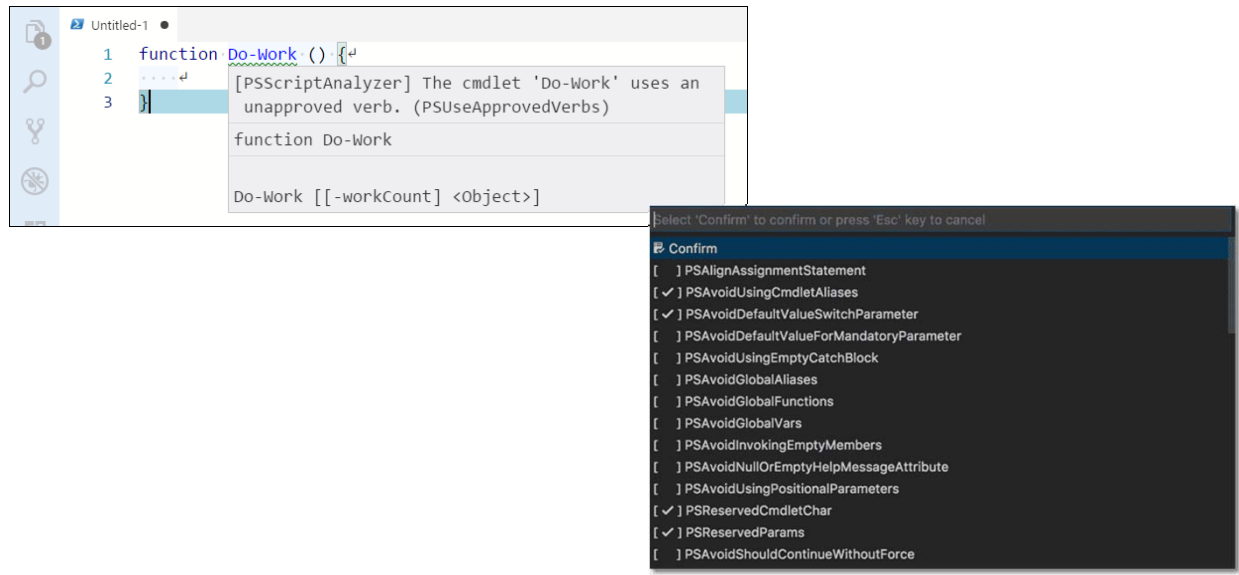 Untitled-1
1
1 function Do-Work () {
2
3 }
[PSScriptAnalyzer] The cmdlet 'Do-Work' uses an
unapproved verb. (PSUseApprovedVerbs)
function Do-Work
Do-Work [[-workCount] <Object>]
Select 'Confirm' to confirm or press 'Esc' key to cancel
Confirm
[ ] PSAlignAssignmentStatement
[✓] PSAvoidUsingCmdletAliases
[✓] PSAvoidDefaultValueSwitchParameter
[ ] PSAvoidDefaultValueForMandatoryParameter
[ ] PSAvoidUsingEmptyCatchBlock
[ ] PSAvoidGlobalAliases
[ ] PSAvoidGlobalFunctions
[ ] PSAvoidGlobalVars
[ ] PSAvoidInvokingEmptyMembers
[ ] PSAvoidNullOrEmptyHelpMessageAttribute
[ ] PSAvoidUsingPositionalParameters
[✓] PSReservedCmdletChar
[✓] PSReservedParams
[ ] PSAvoidShouldContinueWithoutForce